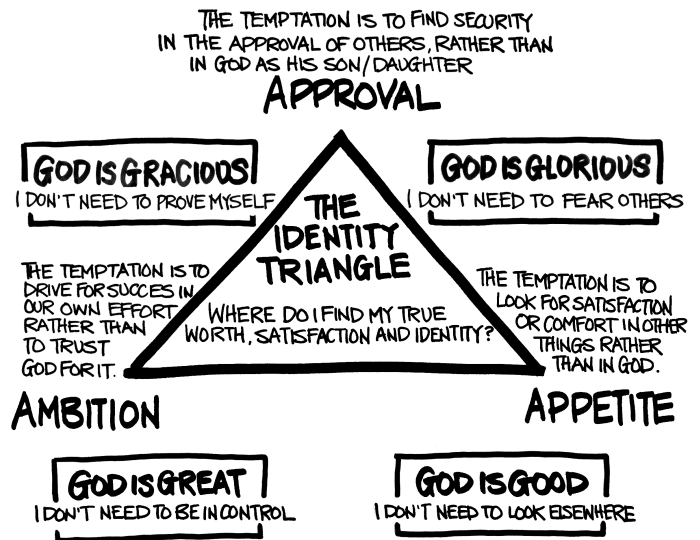 THE TEMPTATION IS TO FIND SECURITY
IN THE APPROVAL OF OTHERS, RATHER THAN
IN GOD AS HIS SON/DAUGHTER
APPROVAL
GOD IS GRACIOUS
I DON'T NEED TO PROVE MYSELF
GOD IS GLORIOUS
I DON'T NEED TO FEAR OTHERS
THE
IDENTITY
TRIANGLE
WHERE DO I FIND MY TRUE
WORTH, SATISFACTION AND IDENTITY?
THE TEMPTATION IS TO
DRIVE FOR SUCCES IN
OUR OWN EFFORT
RATHER THAN
TO TRUST
GOD FOR IT.
THE TEMPTATION IS TO
LOOK FOR SATISFACTION
OR COMFORT IN OTHER
THINGS RATHER
THAN IN GOD.
AMBITION
APPETITE
GOD IS GREAT
I DON'T NEED TO BE IN CONTROL
GOD IS GOOD
I DON'T NEED TO LOOK ELSEWHERE